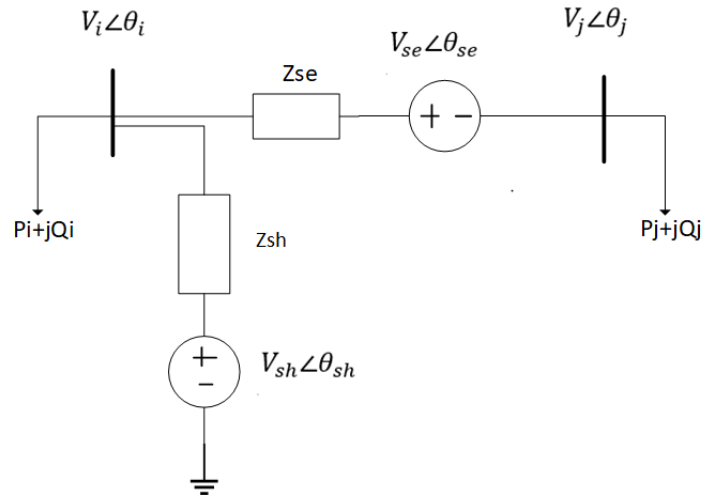 Vᵢ∠θᵢ
Vⱼ∠θⱼ
Vₛₑ∠θₛₑ
Zse
+ −
Pi+jQi
Zsh
Pj+jQj
+
−
Vₛₕ∠θₛₕ